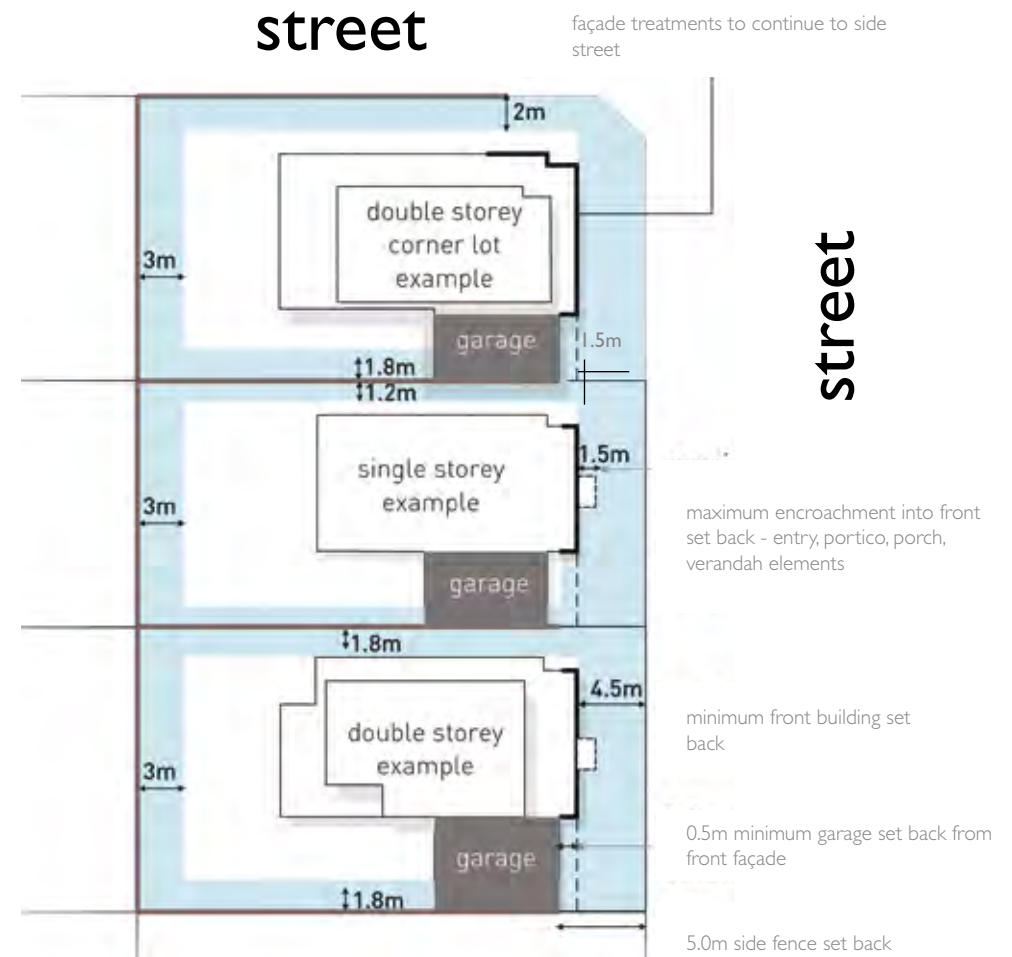 street
façade treatments to continue to side
street
2m
double storey
corner lot
example
3m
street
garage
1.5m
1.8m
1.2m
single storey
example
1.5m
3m
maximum encroachment into front
set back - entry, portico, porch,
verandah elements
garage
1.8m
4.5m
minimum front building set
back
double storey
example
3m
0.5m minimum garage set back from
front façade
garage
1.8m
5.0m side fence set back